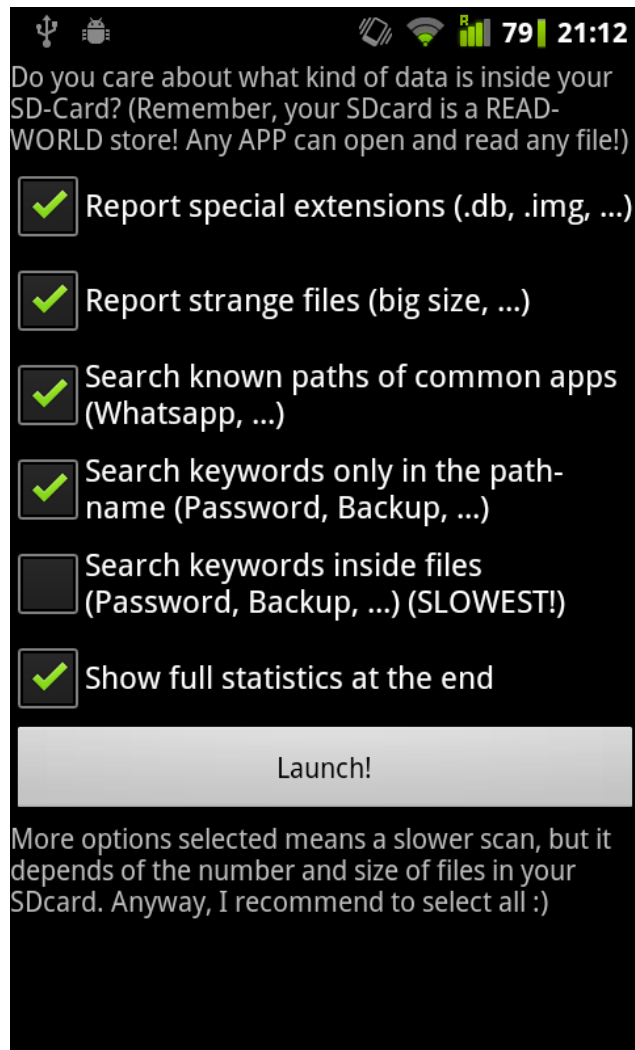 R 79 21:12
Do you care about what kind of data is inside your
SD-Card? (Remember, your SDcard is a READ-
WORLD store! Any APP can open and read any file!)
Report special extensions (.db, .img, ...)
Report strange files (big size, ...)
Search known paths of common apps
(Whatsapp, ...)
Search keywords only in the path-
name (Password, Backup, ...)
Search keywords inside files
(Password, Backup, ...) (SLOWEST!)
Show full statistics at the end
Launch!
More options selected means a slower scan, but it
depends of the number and size of files in your
SDcard. Anyway, I recommend to select all :)